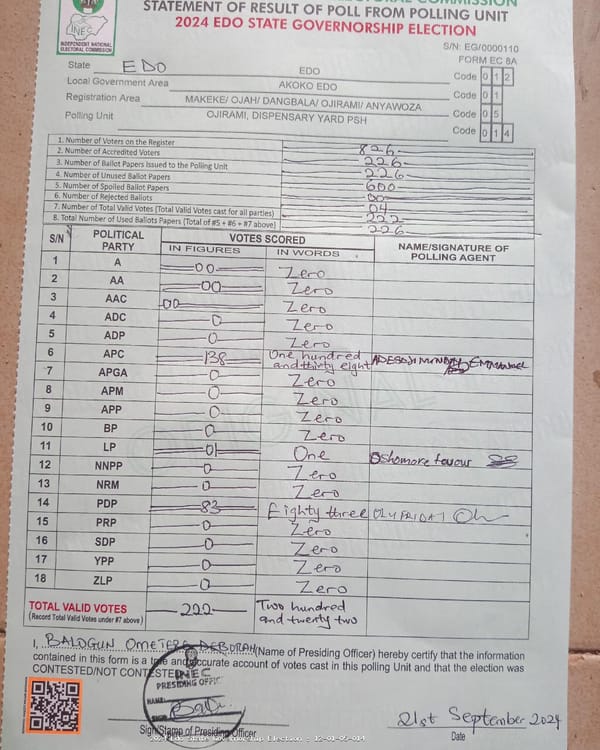 STATEMENT OF RESULT OF POLL FROM POLLING UNIT
2024 EDO STATE GOVERNORSHIP ELECTION
INEC
INDEPENDENT NATIONAL
ELECTORAL COMMISSION
S/N: EG/0000110
FORM EC 8A
State EDO EDO Code 0 1 2
Local Government Area AKOKO EDO Code 0 1
Registration Area MAKEKE/ OJAH/ DANGBALA/ OJIRAMI/ ANYAWOZA Code 0 5
Polling Unit OJIRAMI, DISPENSARY YARD PSH Code 0 1 4
1. Number of Voters on the Register 826
2. Number of Accredited Voters 226
3. Number of Ballot Papers Issued to the Polling Unit 226
4. Number of Unused Ballot Papers 600
5. Number of Spoiled Ballot Papers 00
6. Number of Rejected Ballots 04
7. Number of Total Valid Votes (Total Valid Votes cast for all parties) 222
8. Total Number of Used Ballots Papers (Total of #5 + #6 + #7 above) 226
S/N POLITICAL PARTY VOTES SCORED NAME/SIGNATURE OF POLLING AGENT
IN FIGURES IN WORDS
1 A 00 Zero
2 AA 00 Zero
3 AAC 00 Zero
4 ADC 0 Zero
5 ADP 0 Zero
6 APC 138 One hundred and thirty eight EMMANUEL
7 APGA 0 Zero
8 APM 0 Zero
9 APP 0 Zero
10 BP 0 Zero
11 LP 01 One Oshomore favour
12 NNPP 0 Zero
13 NRM 0 Zero
14 PDP 83 Eighty three
15 PRP 0 Zero
16 SDP 0 Zero
17 YPP 0 Zero
18 ZLP 0 Zero
TOTAL VALID VOTES 222 Two hundred
(Record Total Valid Votes under #7 above) and twenty two
I, BALOGUN OMETERE DEBORAH (Name of Presiding Officer) hereby certify that the information
contained in this form is a true and accurate account of votes cast in this polling Unit and that the election was
CONTESTED/NOT CONTESTED
INEC
PRESIDING OFFIC
NAME
21st September 2024
Sign/Stamp of Presiding Officer Date